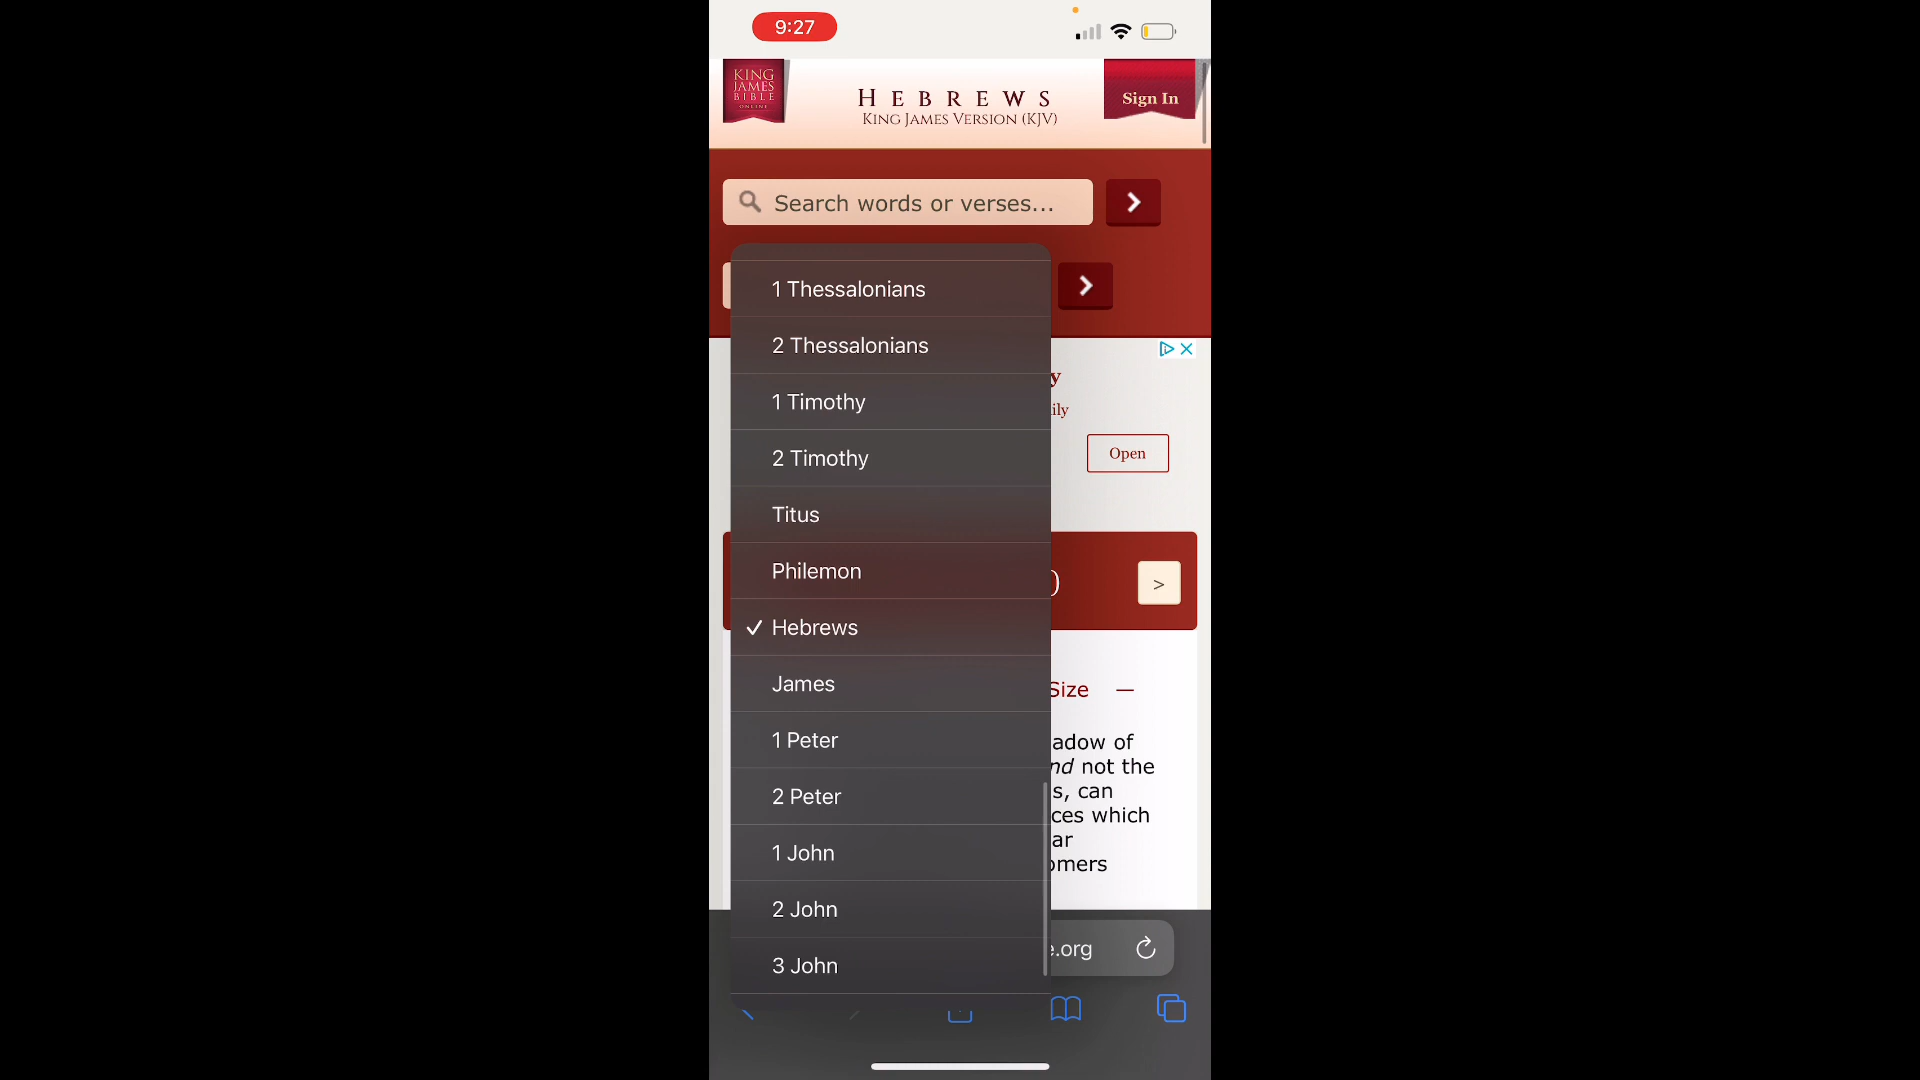 9:27
KING
JAMES
BIBLE
ONLINE
HEBREWS
KING JAMES VERSION (KJV)
Sign In
Search words or verses...
1 Thessalonians
2 Thessalonians
1 Timothy
2 Timothy
Titus
Philemon
Hebrews
James
1 Peter
2 Peter
1 John
2 John
3 John
y
ily
Open
)
>
Size —
adow of
nd not the
s, can
ces which
ar
omers
e.org